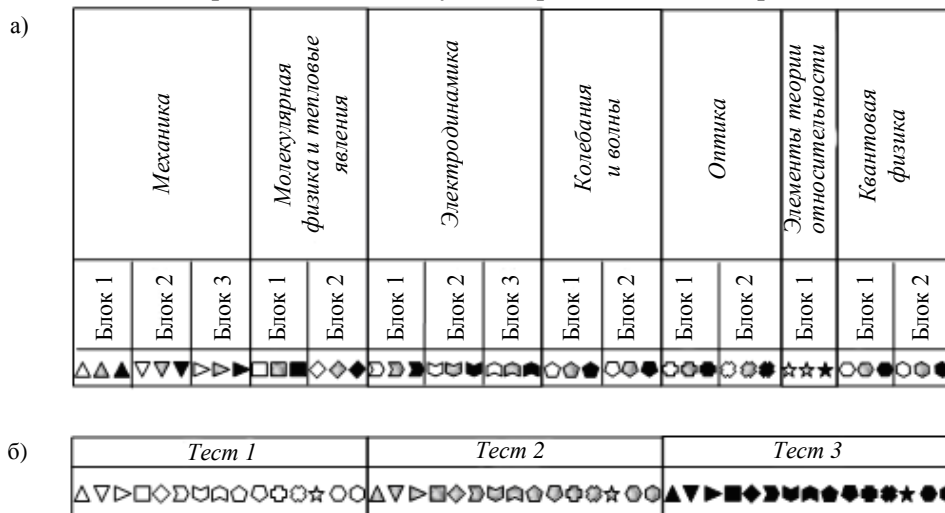 а)
Механика
Молекулярная
физика и тепловые
явления
Электродинамика
Колебания
и волны
Оптика
Элементы теории
относительности
Квантовая
физика
Блок 1
Блок 2
Блок 3
Блок 1
Блок 2
Блок 1
Блок 2
Блок 3
Блок 1
Блок 2
Блок 1
Блок 2
Блок 1
Блок 1
Блок 2
б)
Тест 1
Тест 2
Тест 3